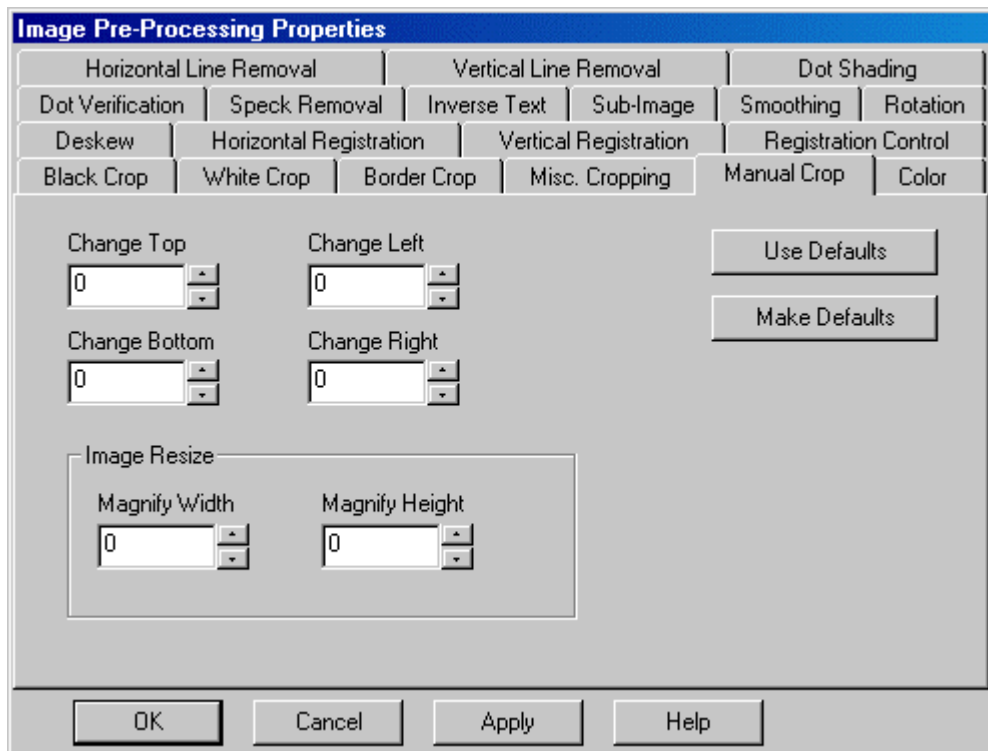 Image Pre-Processing Properties
Horizontal Line Removal Vertical Line Removal Dot Shading
Dot Verification Speck Removal Inverse Text Sub-Image Smoothing Rotation
Deskew Horizontal Registration Vertical Registration Registration Control
Black Crop White Crop Border Crop Misc. Cropping Manual Crop Color
Change Top Change Left Use Defaults
0 0
Make Defaults
Change Bottom Change Right
0 0
Image Resize
Magnify Width Magnify Height
0 0
OK Cancel Apply Help